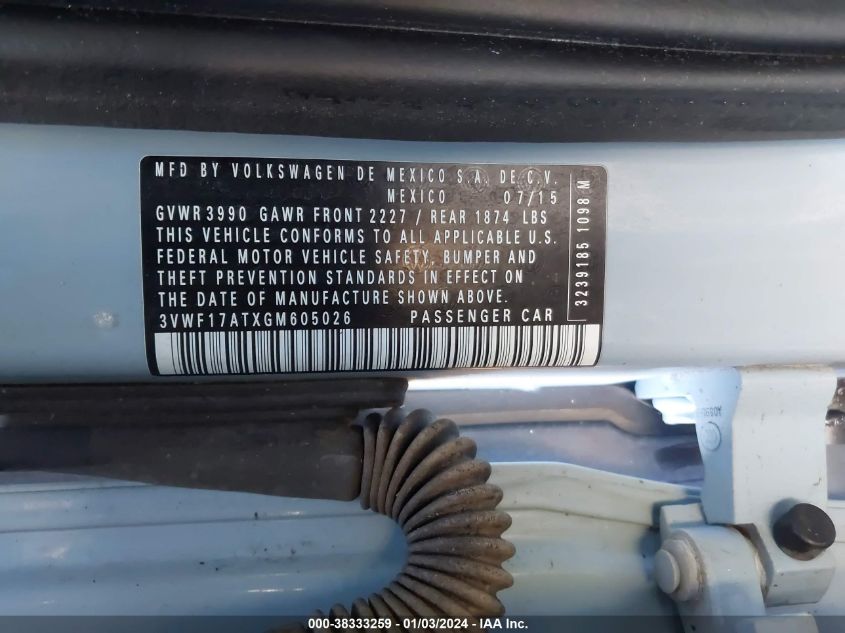 MFD BY VOLKSWAGEN DE MEXICO S.A. DE C.V.
MEXICO 07/15
GVWR 3990 GAWR FRONT 2227 / REAR 1874 LBS
THIS VEHICLE CONFORMS TO ALL APPLICABLE U.S.
FEDERAL MOTOR VEHICLE SAFETY, BUMPER AND
THEFT PREVENTION STANDARDS IN EFFECT ON
THE DATE OF MANUFACTURE SHOWN ABOVE.
3VWF17ATXGM605026 PASSENGER CAR
3239185 1098 M
000-38333259 - 01/03/2024 - IAA Inc.